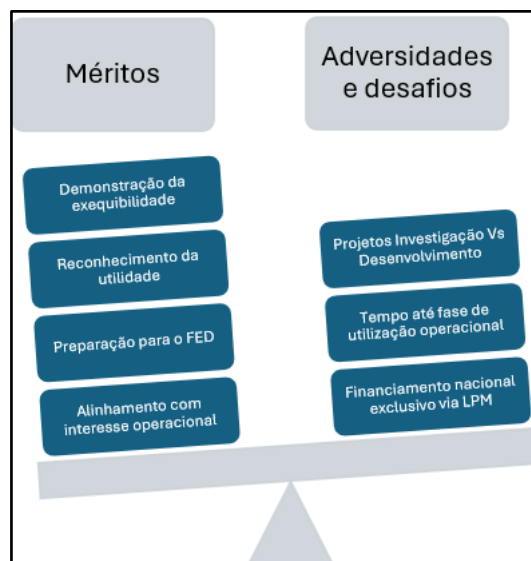 Méritos
Demonstração da
exequibilidade
Reconhecimento da
utilidade
Preparação para o FED
Alinhamento com
interesse operacional
Adversidades
e desafios
Projetos Investigação Vs
Desenvolvimento
Tempo até fase de
utilização operacional
Financiamento nacional
exclusivo via LPM